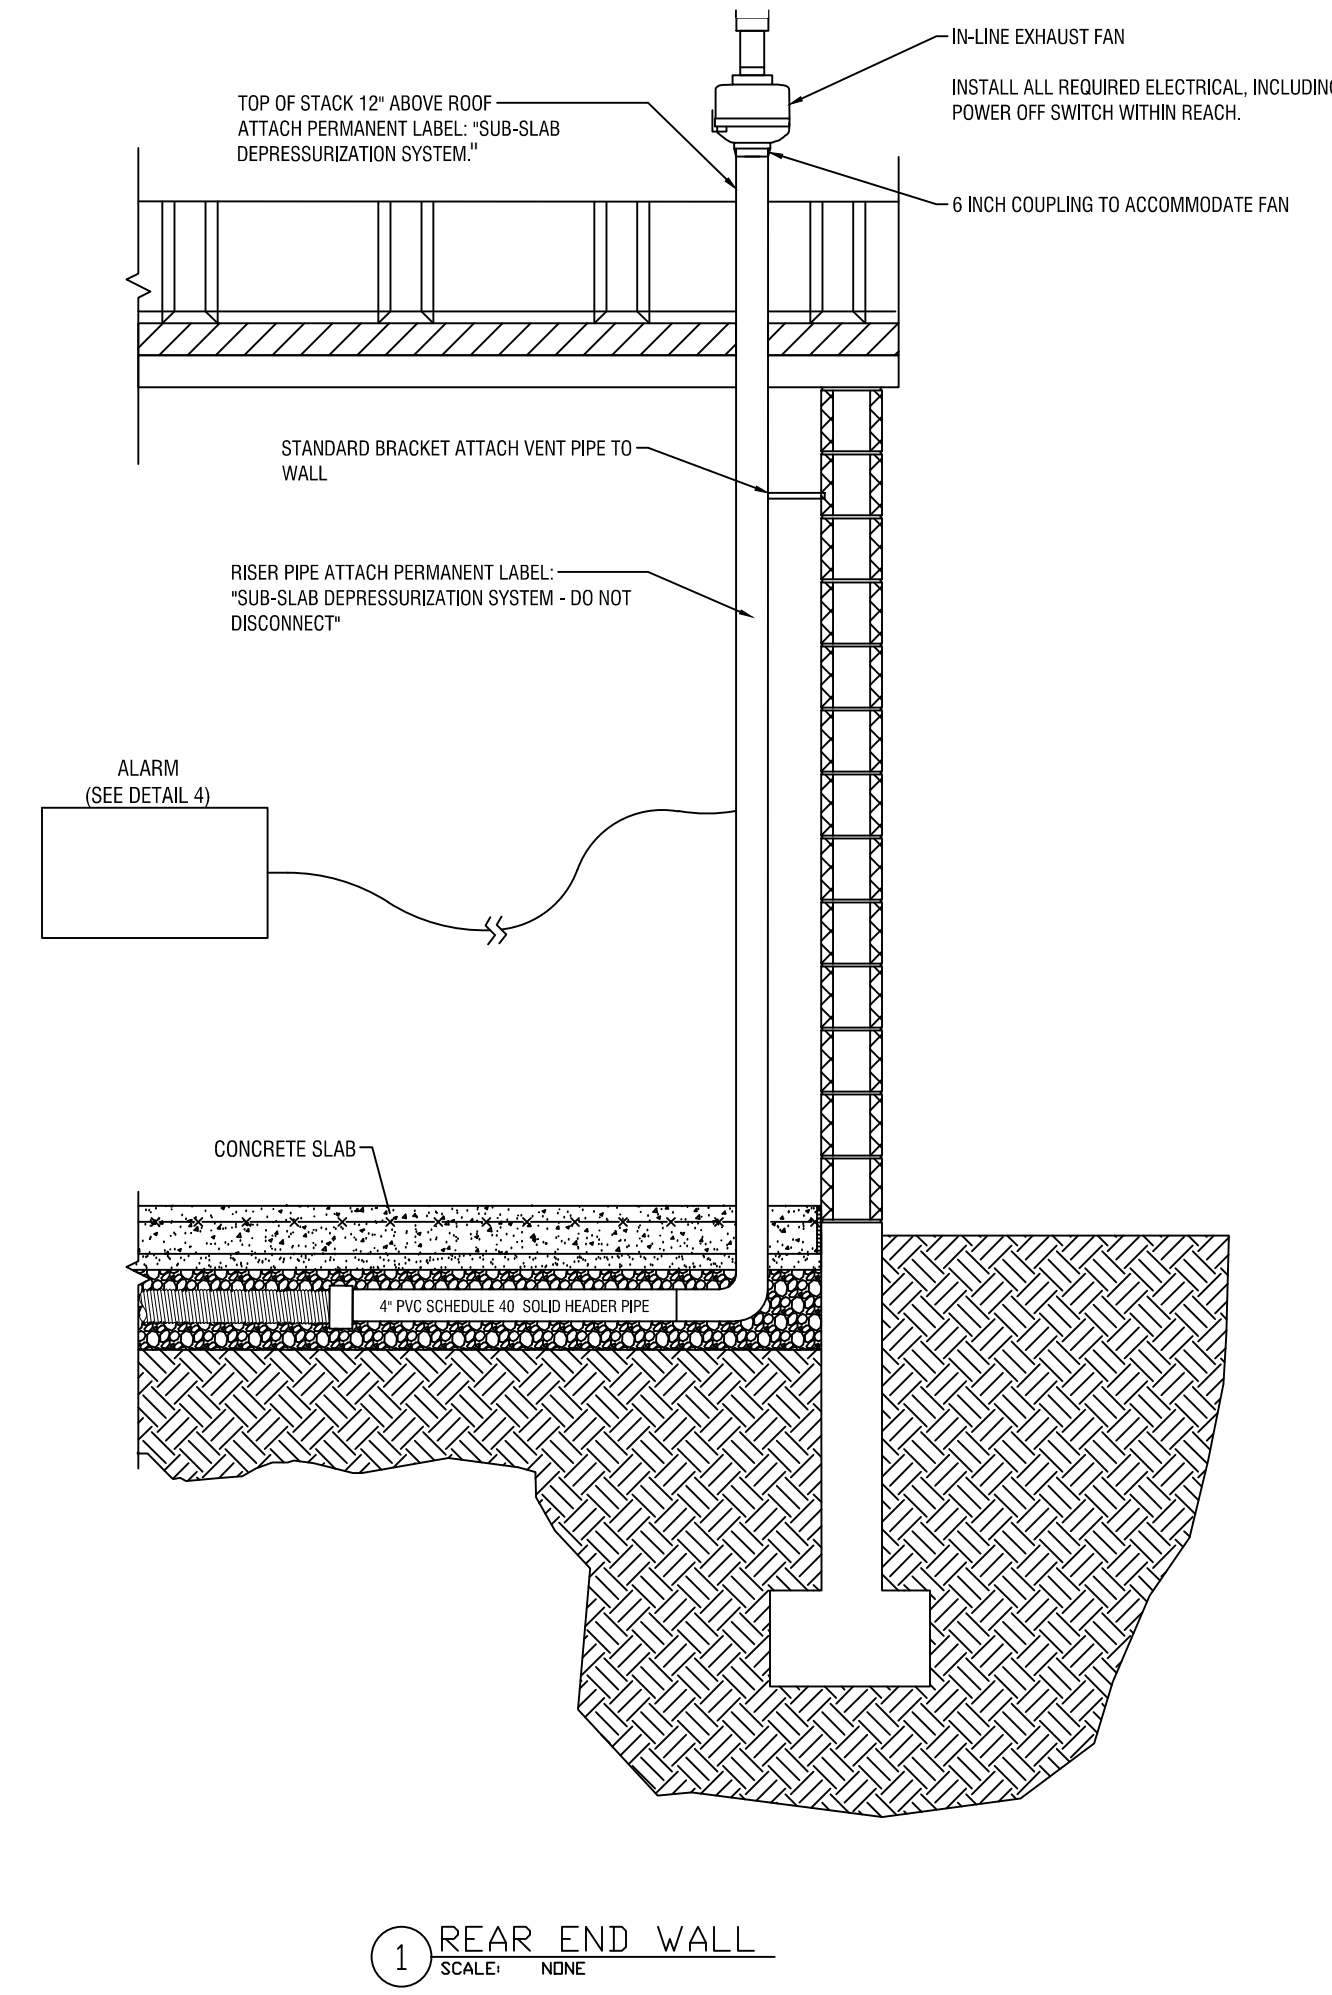 IN-LINE EXHAUST FAN
INSTALL ALL REQUIRED ELECTRICAL, INCLUDING
POWER OFF SWITCH WITHIN REACH.
TOP OF STACK 12" ABOVE ROOF
ATTACH PERMANENT LABEL: "SUB-SLAB
DEPRESSURIZATION SYSTEM."
6 INCH COUPLING TO ACCOMMODATE FAN
STANDARD BRACKET ATTACH VENT PIPE TO
WALL
RISER PIPE ATTACH PERMANENT LABEL:
"SUB-SLAB DEPRESSURIZATION SYSTEM - DO NOT
DISCONNECT"
ALARM
(SEE DETAIL 4)
CONCRETE SLAB
4" PVC SCHEDULE 40 SOLID HEADER PIPE
1 REAR END WALL
SCALE: NONE